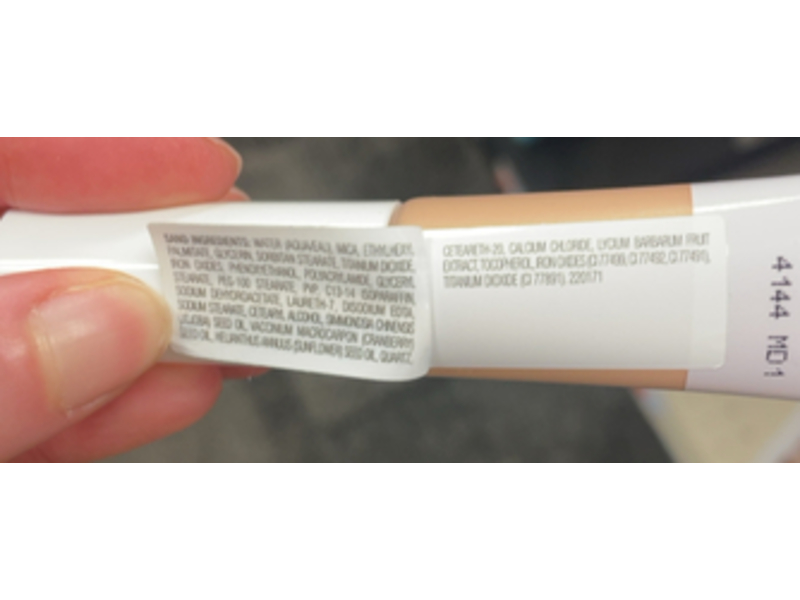 SAND INGREDIENTS: WATER (AQUA/EAU), MICA, ETHYLHEXYL
PALMITATE, GLYCERIN, SORBITAN STEARATE, TITANIUM DIOXIDE,
IRON OXIDES, PHENOXYETHANOL, POLYACRYLAMIDE, GLYCERYL
STEARATE, PEG-100 STEARATE, PVP, C13-14 ISOPARAFFIN,
SODIUM DEHYDROACETATE, LAURETH-7, DISODIUM EDTA,
SODIUM STEARATE, CETEARYL ALCOHOL, SIMMONDSIA CHINENSIS
(JOJOBA) SEED OIL, VACCINIUM MACROCARPON (CRANBERRY)
SEED OIL, HELIANTHUS ANNUUS (SUNFLOWER) SEED OIL, QUARTZ,
CETEARETH-20, CALCIUM CHLORIDE, LYCIUM BARBARUM FRUIT
EXTRACT, TOCOPHEROL, IRON OXIDES (CI 77499, CI 77492, CI 77491),
TITANIUM DIOXIDE (CI 77891). 220171
4144 MD1